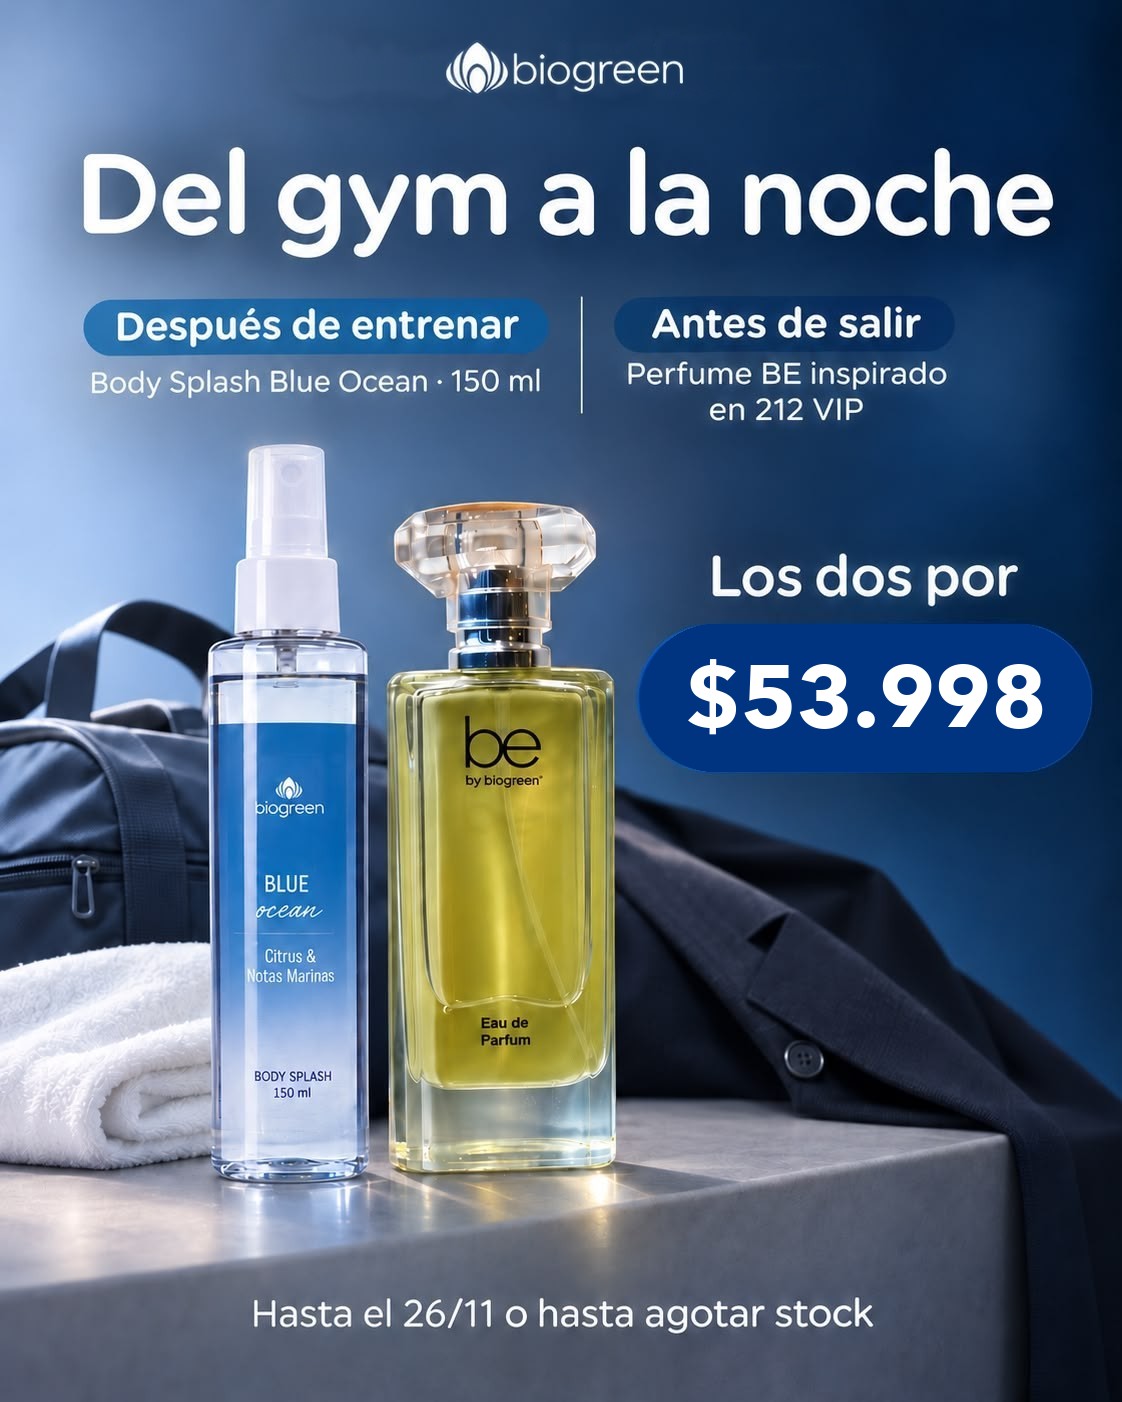 biogreen
Del gym a la noche
Después de entrenar
Body Splash Blue Ocean · 150 ml
Antes de salir
Perfume BE inspirado
en 212 VIP
Los dos por
$53.998
be
by biogreen
Eau de
Parfum
biogreen
BLUE
ocean
Citrus &
Notas Marinas
BODY SPLASH
150 ml
Hasta el 26/11 o hasta agotar stock